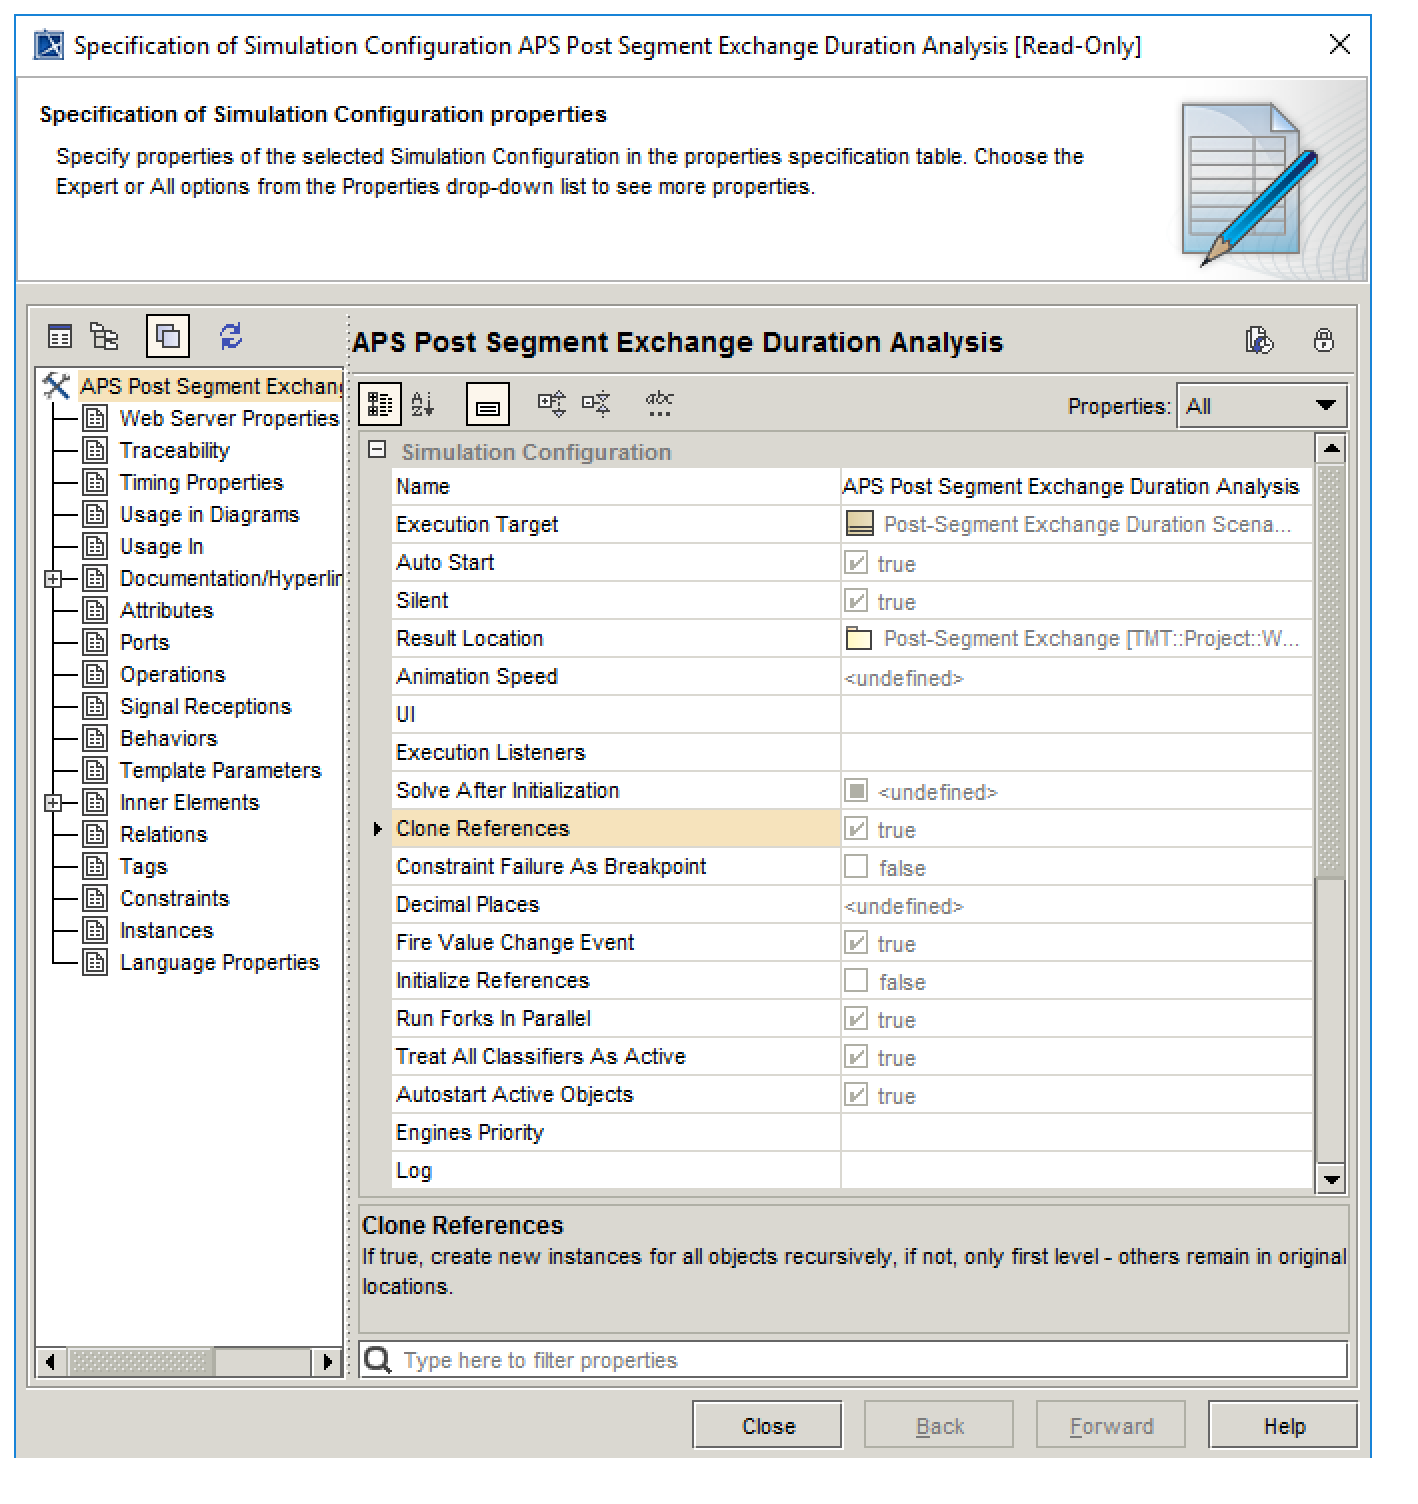 Specification of Simulation Configuration APS Post Segment Exchange Duration Analysis [Read-Only]
Specification of Simulation Configuration properties
Specify properties of the selected Simulation Configuration in the properties specification table. Choose the
Expert or All options from the Properties drop-down list to see more properties.
APS Post Segment Exchan
Web Server Properties
Traceability
Timing Properties
Usage in Diagrams
Usage In
Documentation/Hyperlin
Attributes
Ports
Operations
Signal Receptions
Behaviors
Template Parameters
Inner Elements
Relations
Tags
Constraints
Instances
Language Properties
APS Post Segment Exchange Duration Analysis
Properties: All
Simulation Configuration
Name APS Post Segment Exchange Duration Analysis
Execution Target Post-Segment Exchange Duration Scena...
Auto Start true
Silent true
Result Location Post-Segment Exchange [TMT::Project::W...
Animation Speed <undefined>
UI
Execution Listeners
Solve After Initialization <undefined>
Clone References true
Constraint Failure As Breakpoint false
Decimal Places <undefined>
Fire Value Change Event true
Initialize References false
Run Forks In Parallel true
Treat All Classifiers As Active true
Autostart Active Objects true
Engines Priority
Log
Clone References
If true, create new instances for all objects recursively, if not, only first level - others remain in original
locations.
Type here to filter properties
Close Back Forward Help